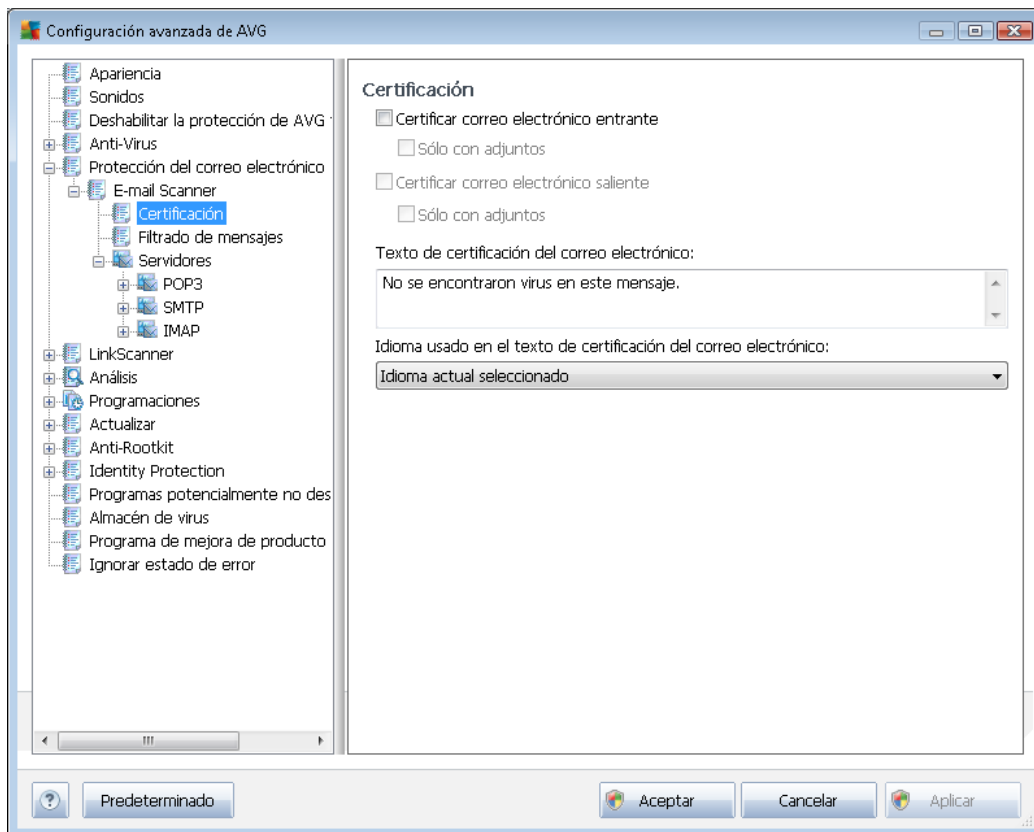 Configuración avanzada de AVG
Apariencia
Sonidos
Deshabilitar la protección de AVG
Anti-Virus
Protección del correo electrónico
E-mail Scanner
Certificación
Filtrado de mensajes
Servidores
POP3
SMTP
IMAP
LinkScanner
Análisis
Programaciones
Actualizar
Anti-Rootkit
Identity Protection
Programas potencialmente no des
Almacén de virus
Programa de mejora de producto
Ignorar estado de error
Certificación
Certificar correo electrónico entrante
Sólo con adjuntos
Certificar correo electrónico saliente
Sólo con adjuntos
Texto de certificación del correo electrónico:
No se encontraron virus en este mensaje.
Idioma usado en el texto de certificación del correo electrónico:
Idioma actual seleccionado
? Predeterminado Aceptar Cancelar Aplicar